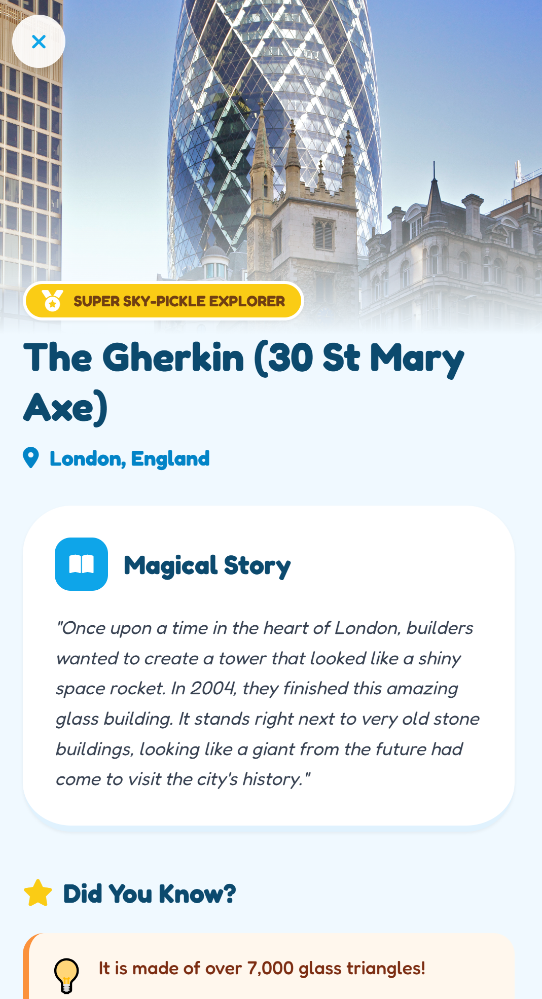 SUPER SKY-PICKLE EXPLORER
The Gherkin (30 St Mary
Axe)
London, England
Magical Story
"Once upon a time in the heart of London, builders
wanted to create a tower that looked like a shiny
space rocket. In 2004, they finished this amazing
glass building. It stands right next to very old stone
buildings, looking like a giant from the future had
come to visit the city's history."
Did You Know?
It is made of over 7,000 glass triangles!